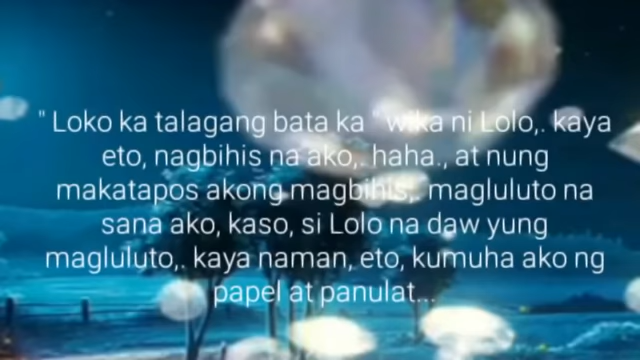 " Loko ka talagang bata ka " wika ni Lolo,. kaya
eto, nagbihis na ako,. haha., at nung
makatapos akong magbihis,. magluluto na
sana ako, kaso, si Lolo na daw yung
magluluto,. kaya naman, eto, kumuha ako ng
papel at panulat...